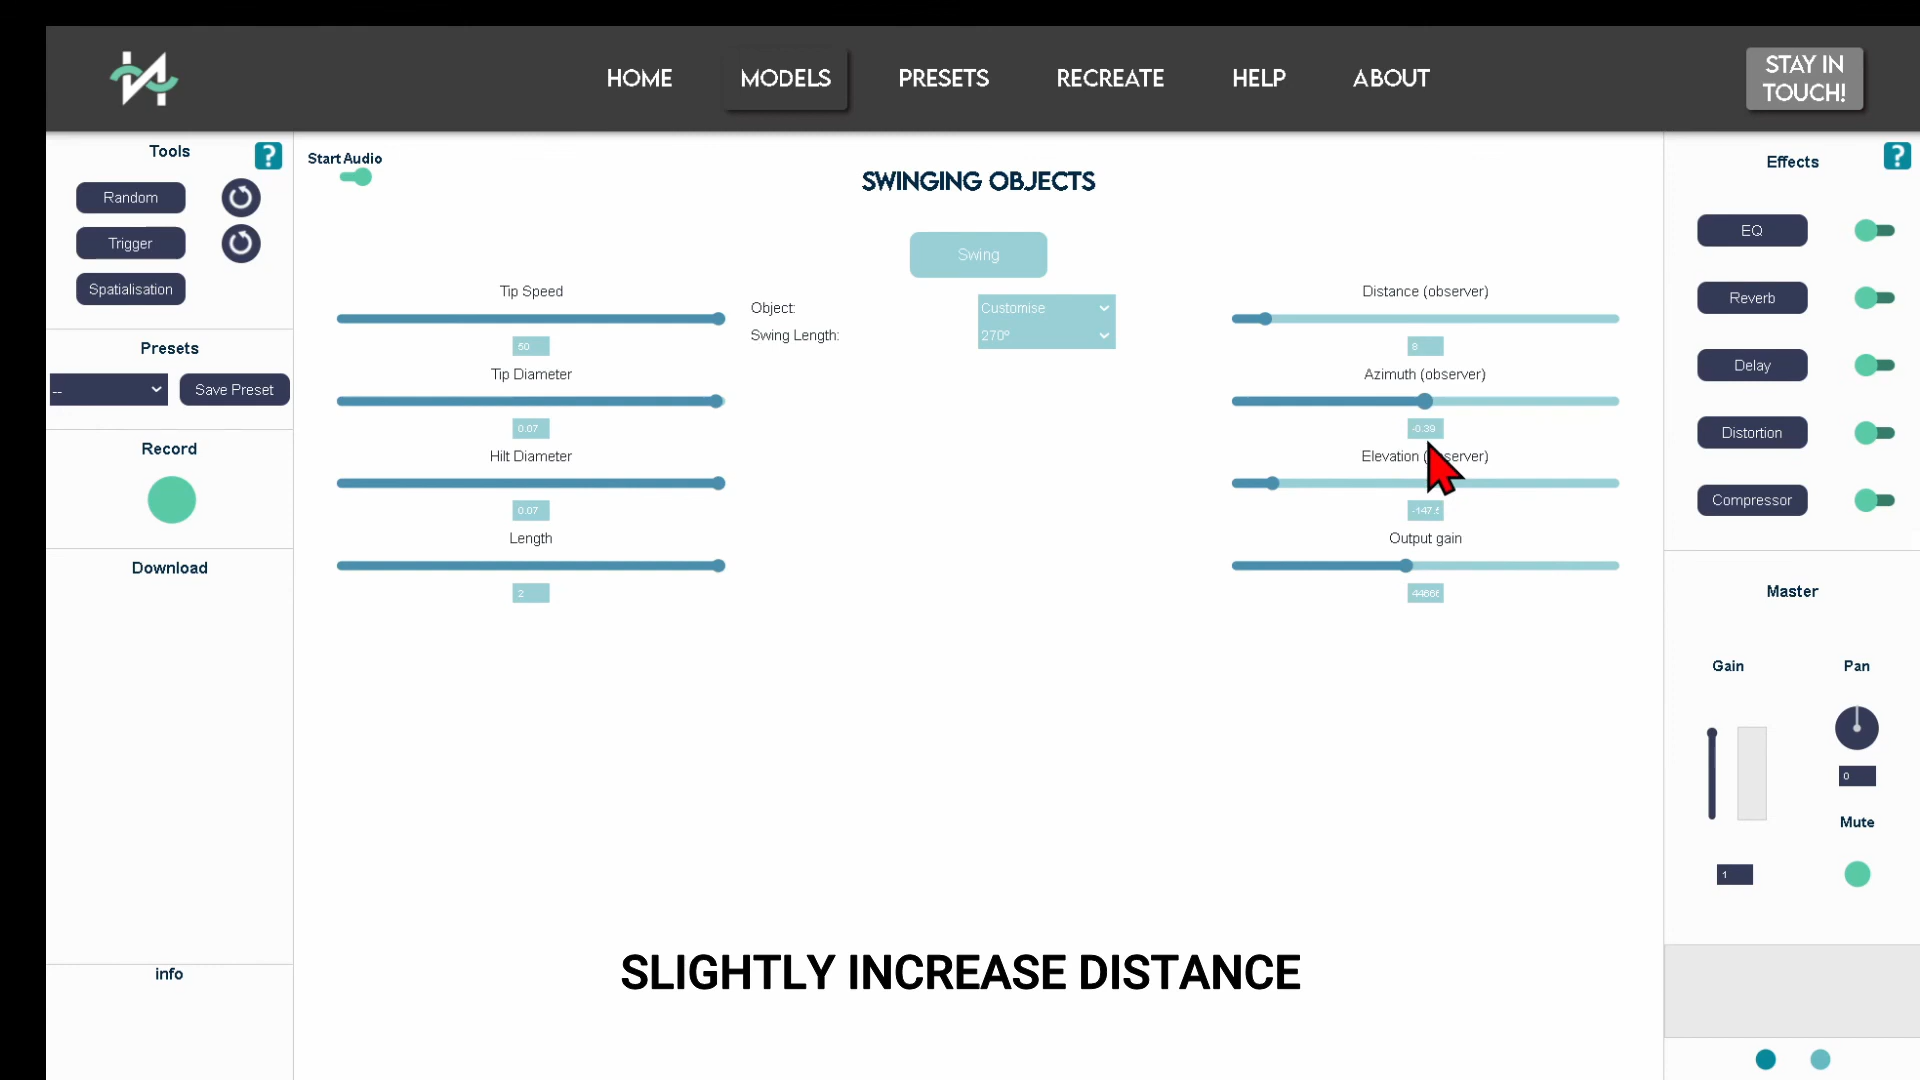 HOME MODELS PRESETS RECREATE HELP ABOUT
STAY IN
TOUCH!
Tools
?
Random
Trigger
Spatialisation
Presets
--
Save Preset
Record
Download
info
Start Audio
SWINGING OBJECTS
Swing
Object: Customise
Swing Length: 270º
Tip Speed
50
Tip Diameter
0.07
Hilt Diameter
0.07
Length
2
Distance (observer)
8
Azimuth (observer)
-0.39
Elevation
-147.
Output gain
SLIGHTLY INCREASE DISTANCE
Effects
?
EQ
Reverb
Delay
Distortion
Compressor
Master
Gain Pan
0
Mute
1